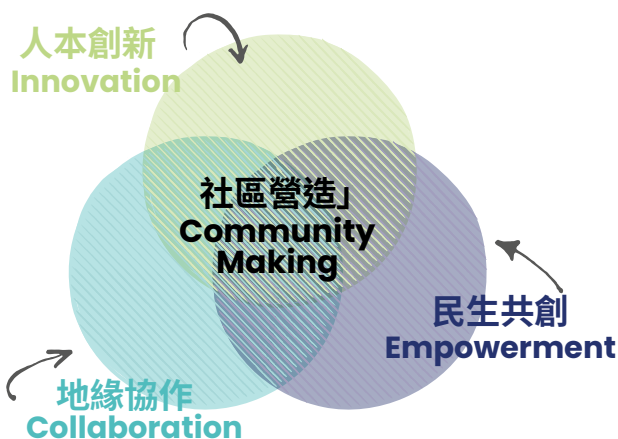 人本創新
Innovation
社區營造」
Community
Making
民生共創
Empowerment
地緣協作
Collaboration